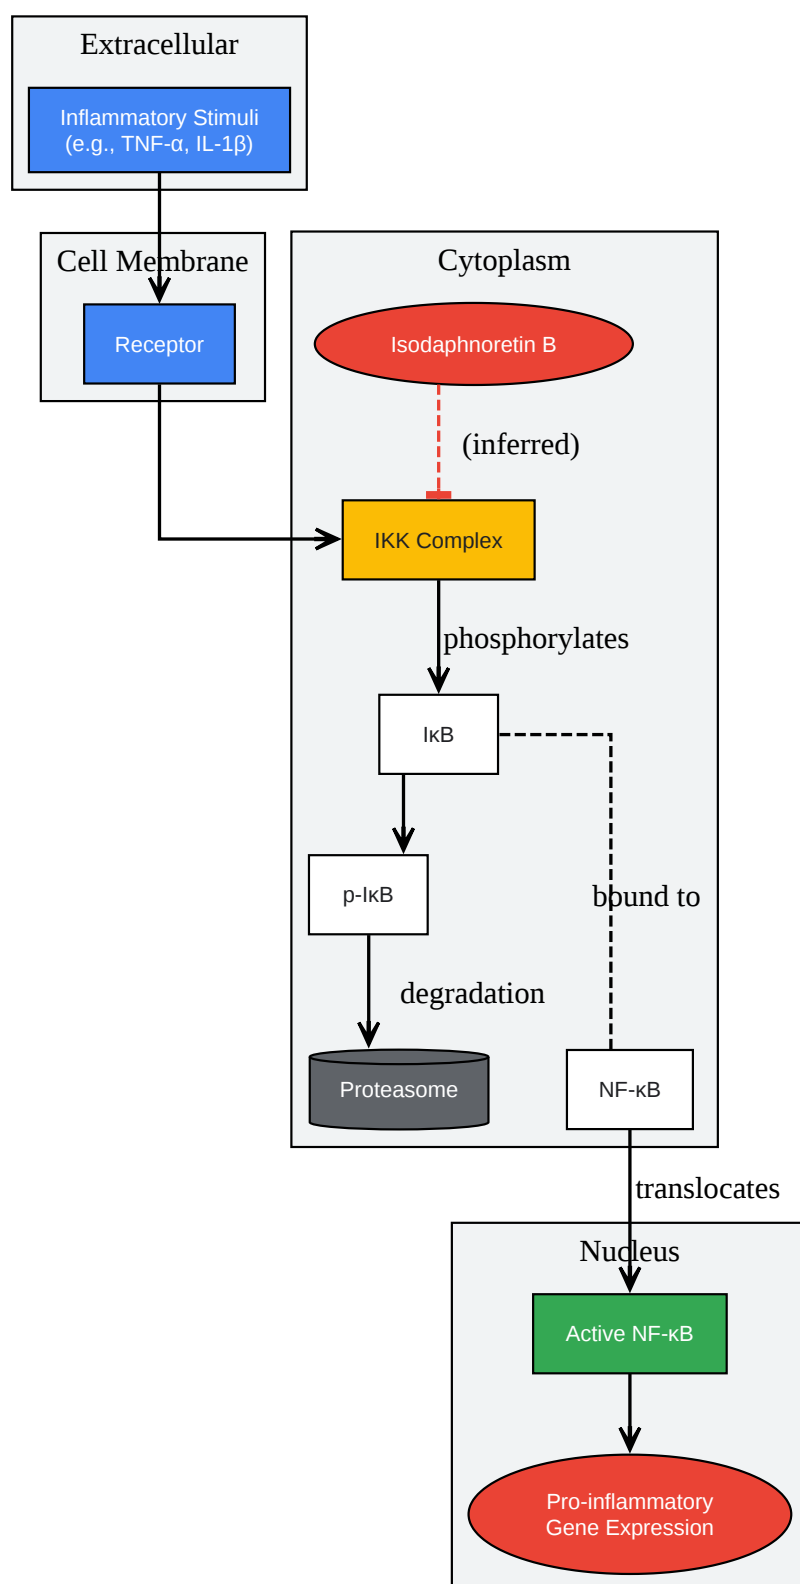 Extracellular
Inflammatory Stimuli
(e.g., TNF-α, IL-1β)
Cell Membrane
Receptor
Cytoplasm
Isodaphnoretin B
(inferred)
IKK Complex
phosphorylates
IκB
p-IκB
bound to
degradation
Proteasome
NF-κB
translocates
Nucleus
Active NF-κB
Pro-inflammatory
Gene Expression